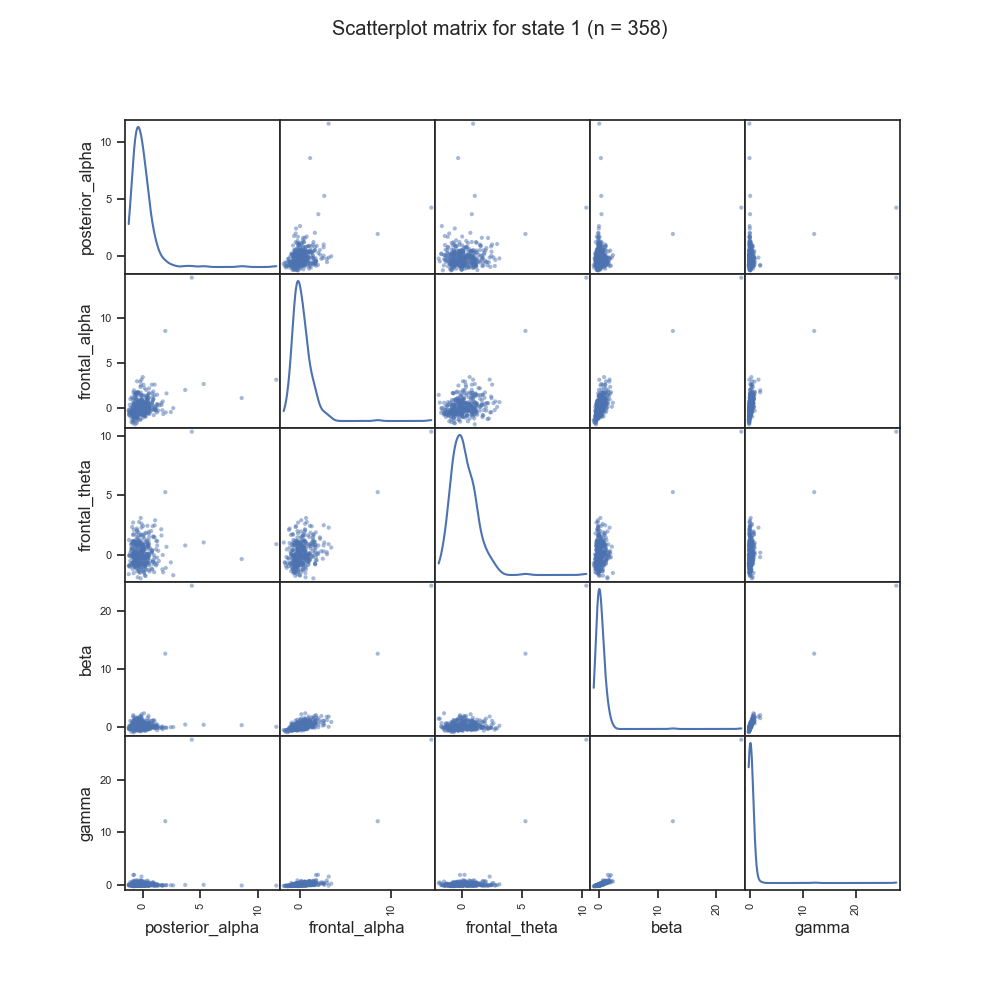 Scatterplot matrix for state 1 (n = 358)
posterior_alpha
10
5
0
frontal_alpha
10
5
0
frontal_theta
10
5
0
beta
20
10
0
gamma
20
10
0
0 5 10 0 10 0 5 10 0 10 20 0 10 20
posterior_alpha frontal_alpha frontal_theta beta gamma